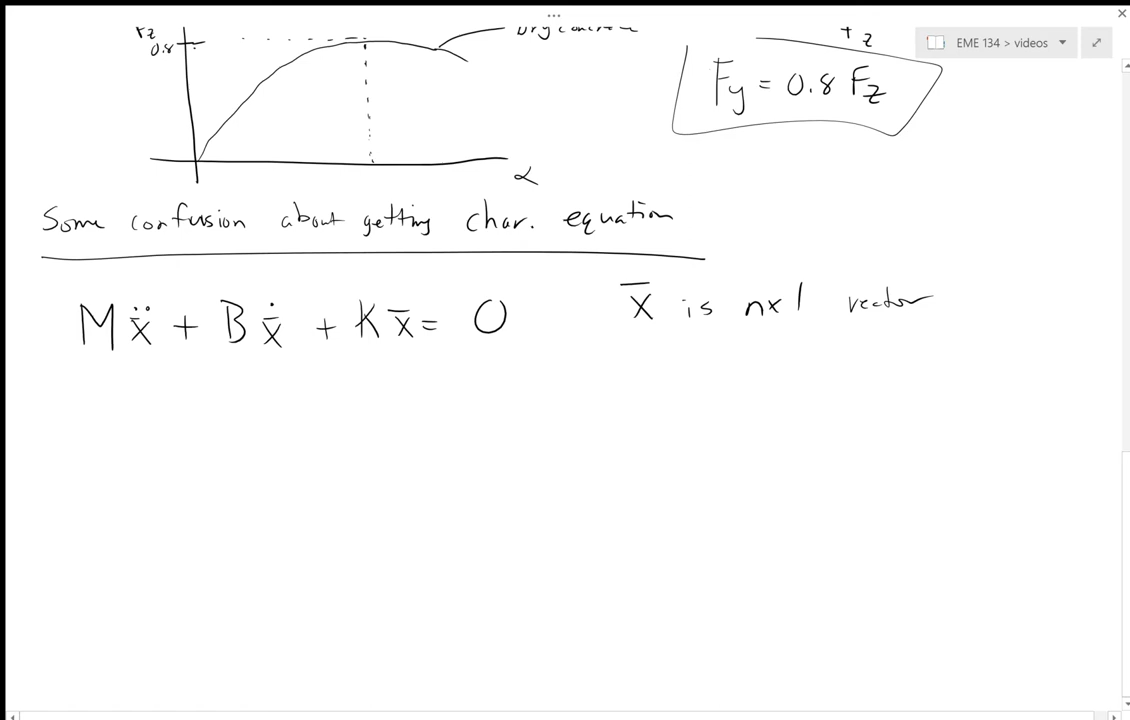 Fz
0.8
EME 134 > videos
Fy = 0.8 Fz
α
Some confusion about getting char. equation
Mẍ + Bẋ + Kx̄ = 0
x̄ is nx1 vector